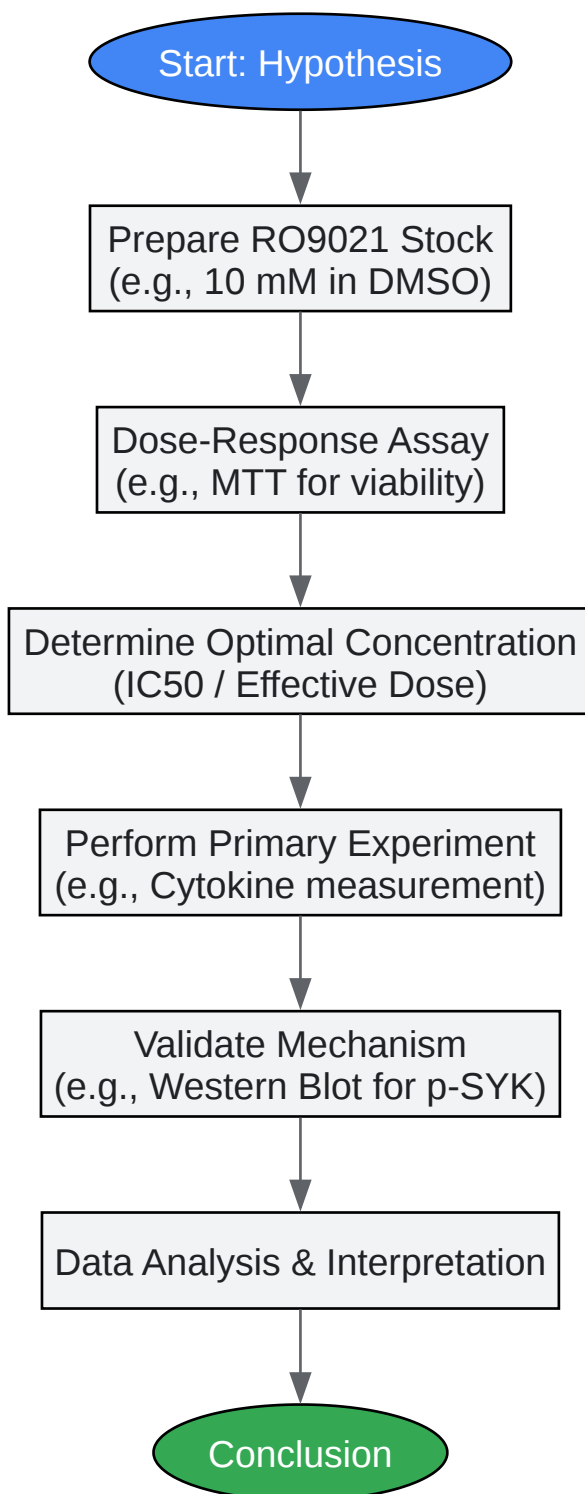 Start: Hypothesis
Prepare RO9021 Stock
(e.g., 10 mM in DMSO)
Dose-Response Assay
(e.g., MTT for viability)
Determine Optimal Concentration
(IC50 / Effective Dose)
Perform Primary Experiment
(e.g., Cytokine measurement)
Validate Mechanism
(e.g., Western Blot for p-SYK)
Data Analysis & Interpretation
Conclusion